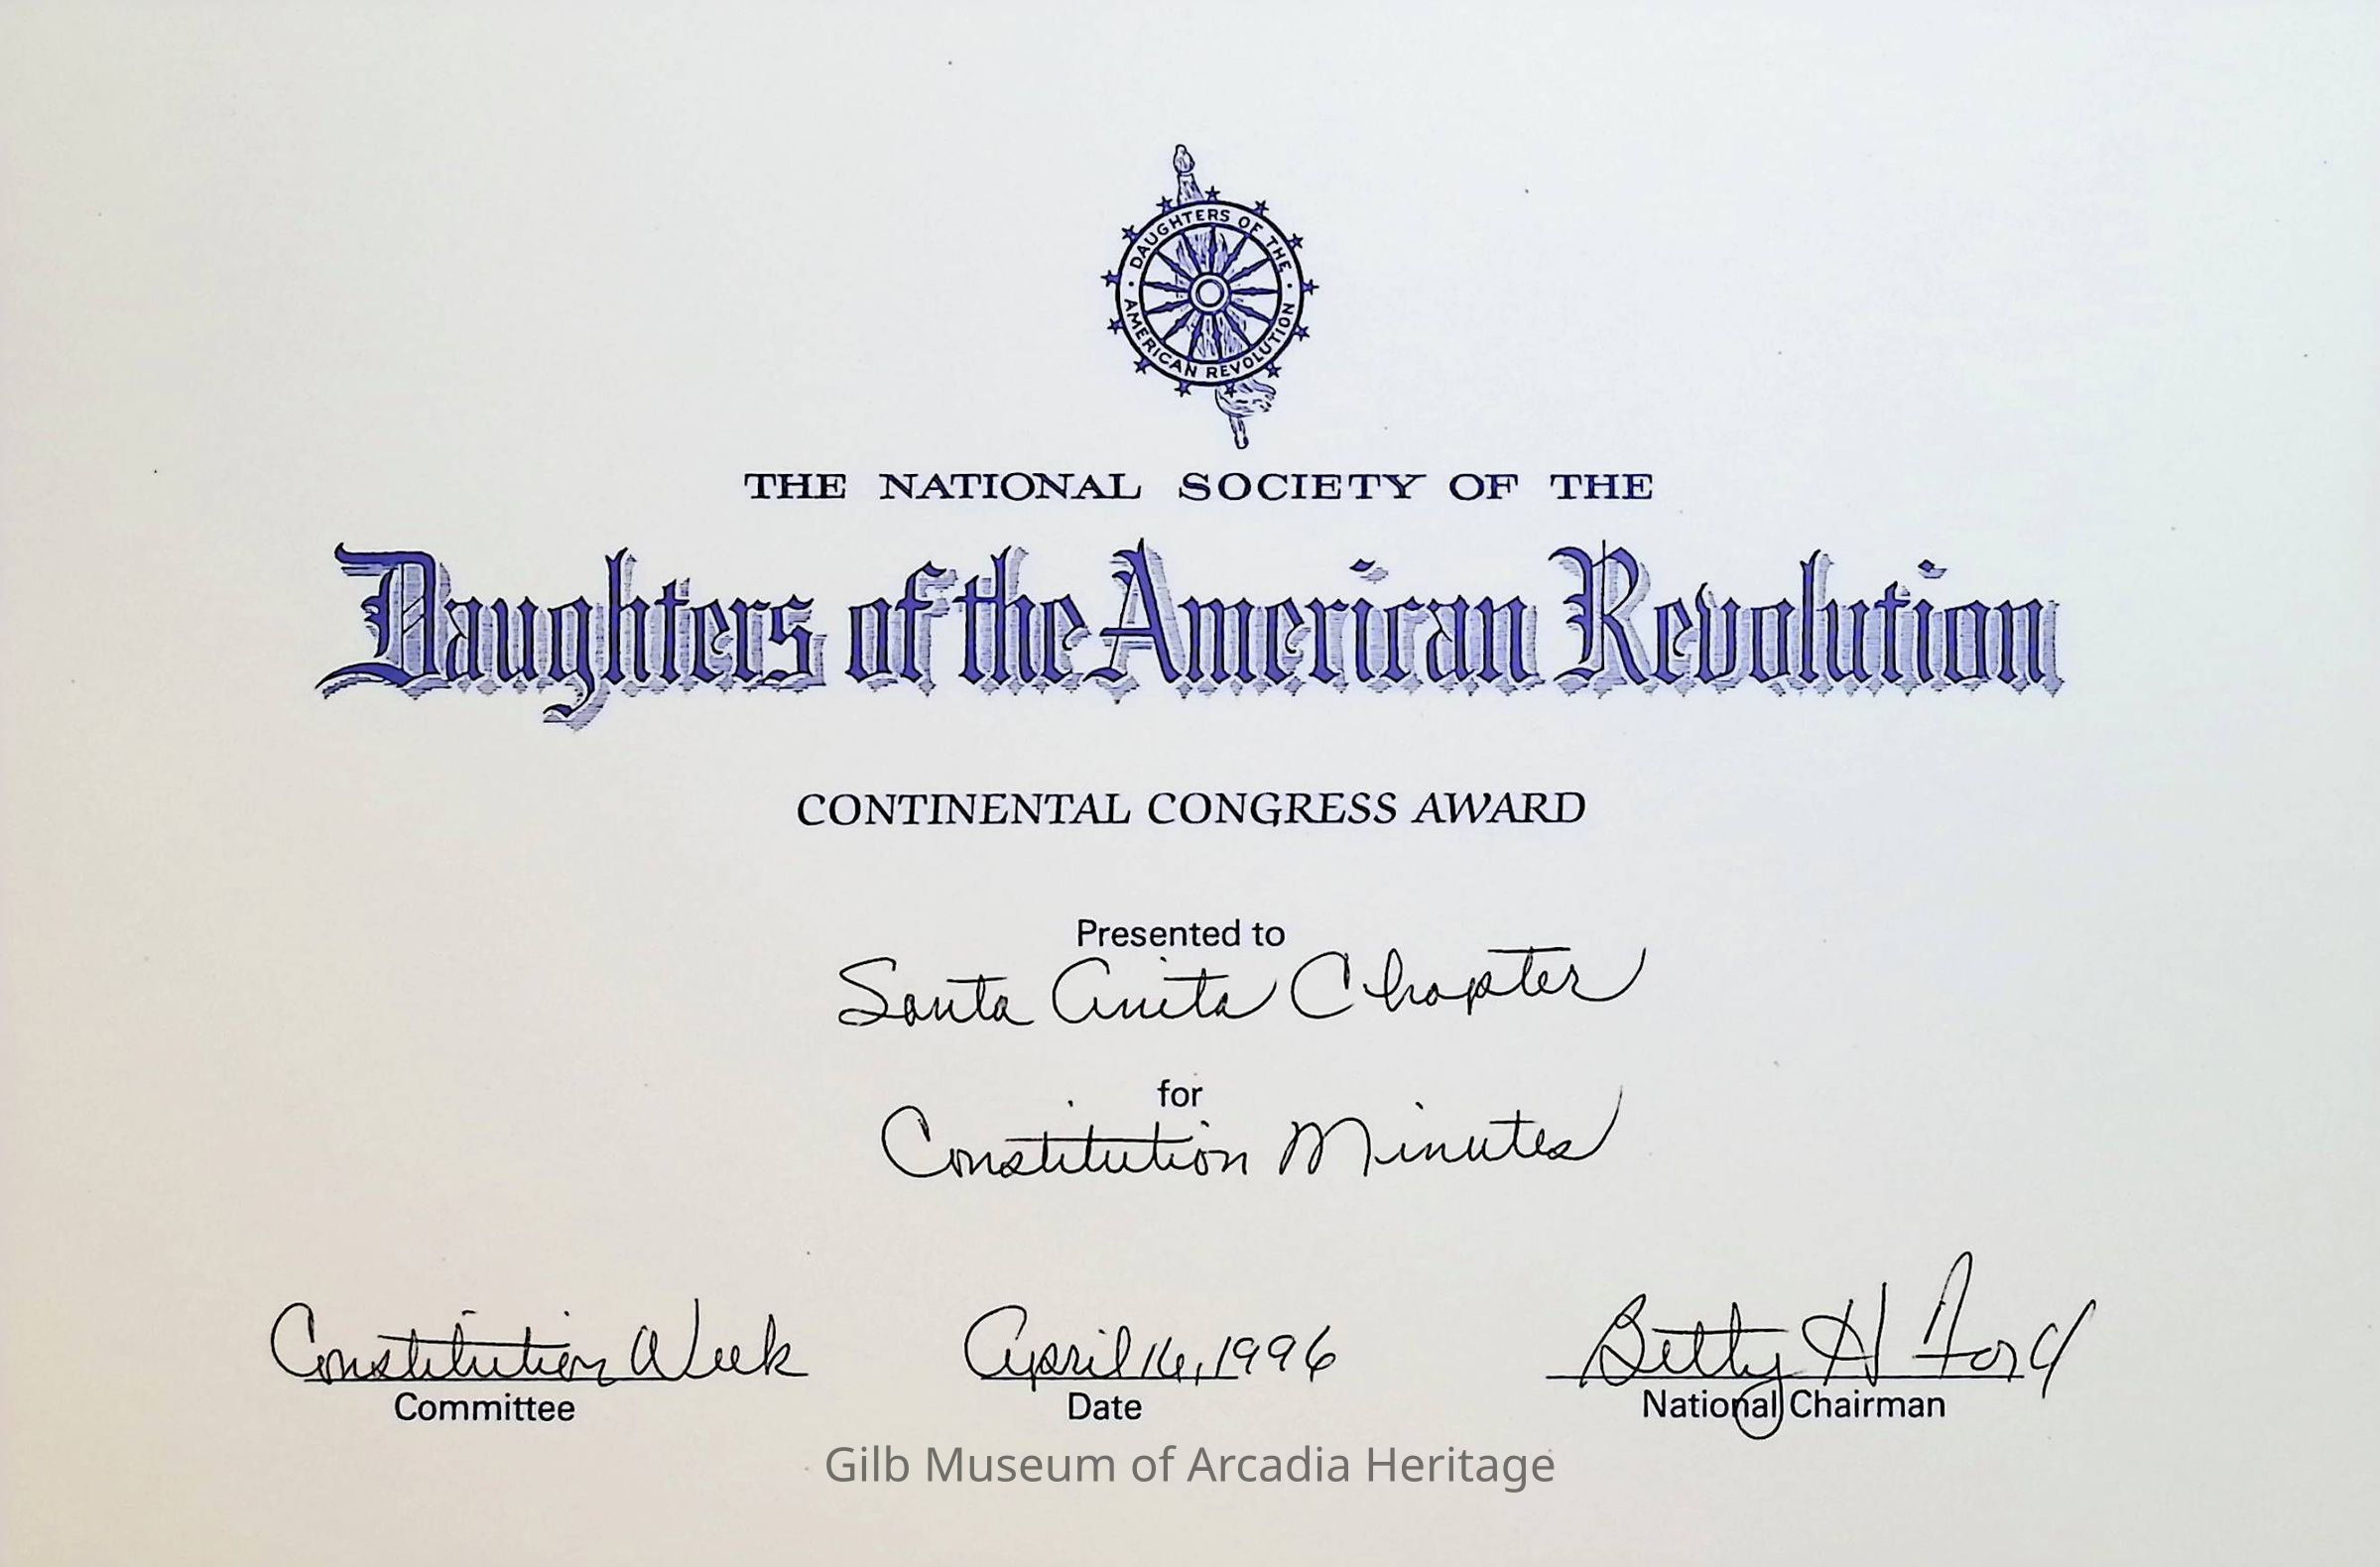 DAUGHTERS OF THE
AMERICAN REVOLUTION
THE NATIONAL SOCIETY OF THE
Daughters of the American Revolution
CONTINENTAL CONGRESS AWARD
Presented to
Santa Anita Chapter
for
Constitution Minutes
Constitution Week April 16, 1996 Betty H Ford
Committee Date National Chairman
Gilb Museum of Arcadia Heritage